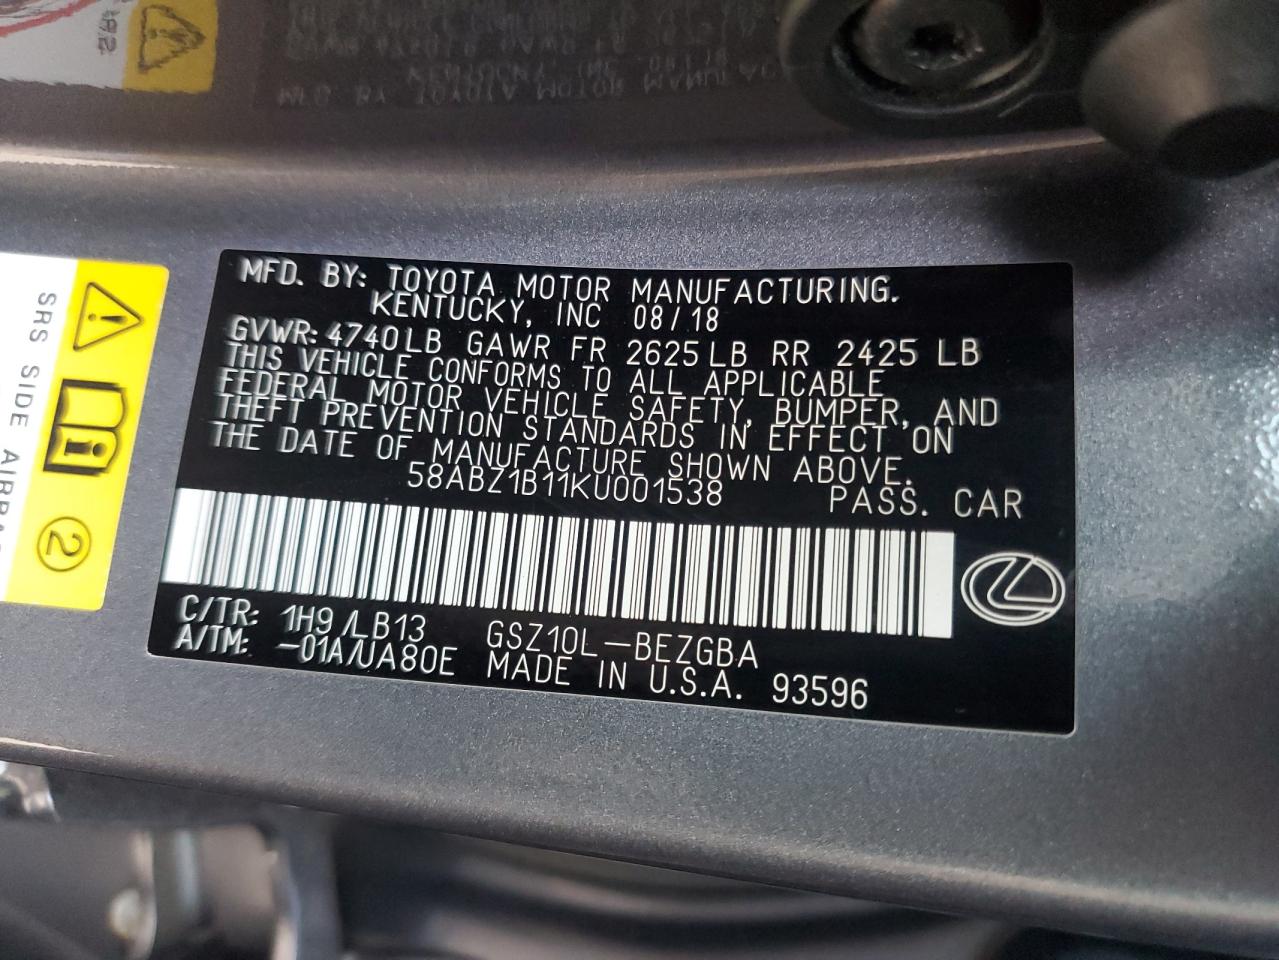 MFD. BY: TOYOTA MOTOR MANUFACTURING.
KENTUCKY, INC 08/18
GVWR: 4740LB GAWR FR 2625LB RR 2425 LB
THIS VEHICLE CONFORMS TO ALL APPLICABLE
FEDERAL MOTOR VEHICLE SAFETY, BUMPER, AND
THEFT PREVENTION STANDARDS IN EFFECT ON
THE DATE OF MANUFACTURE SHOWN ABOVE.
58ABZ1B11KU001538 PASS. CAR
C/TR: 1H9/LB13 GSZ10L-BEZGBA
A/TM: -01A/UA80E MADE IN U.S.A. 93596
SRS SIDE
2